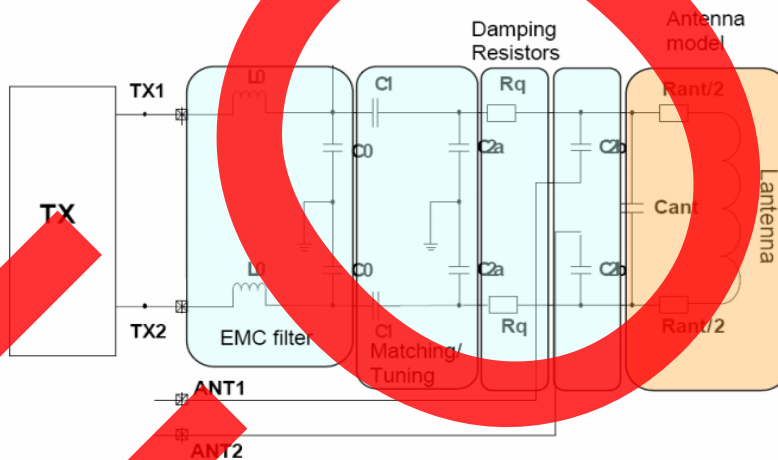 Damping
Resistors
Antenna
model
TX1
L0
C1
Rq
Rant/2
C0
C2a
C2b
TX
Cant
Lantenna
L0
C0
C2a
C2b
TX2
EMC filter
C1
Matching/
Tuning
Rq
Rant/2
ANT1
ANT2